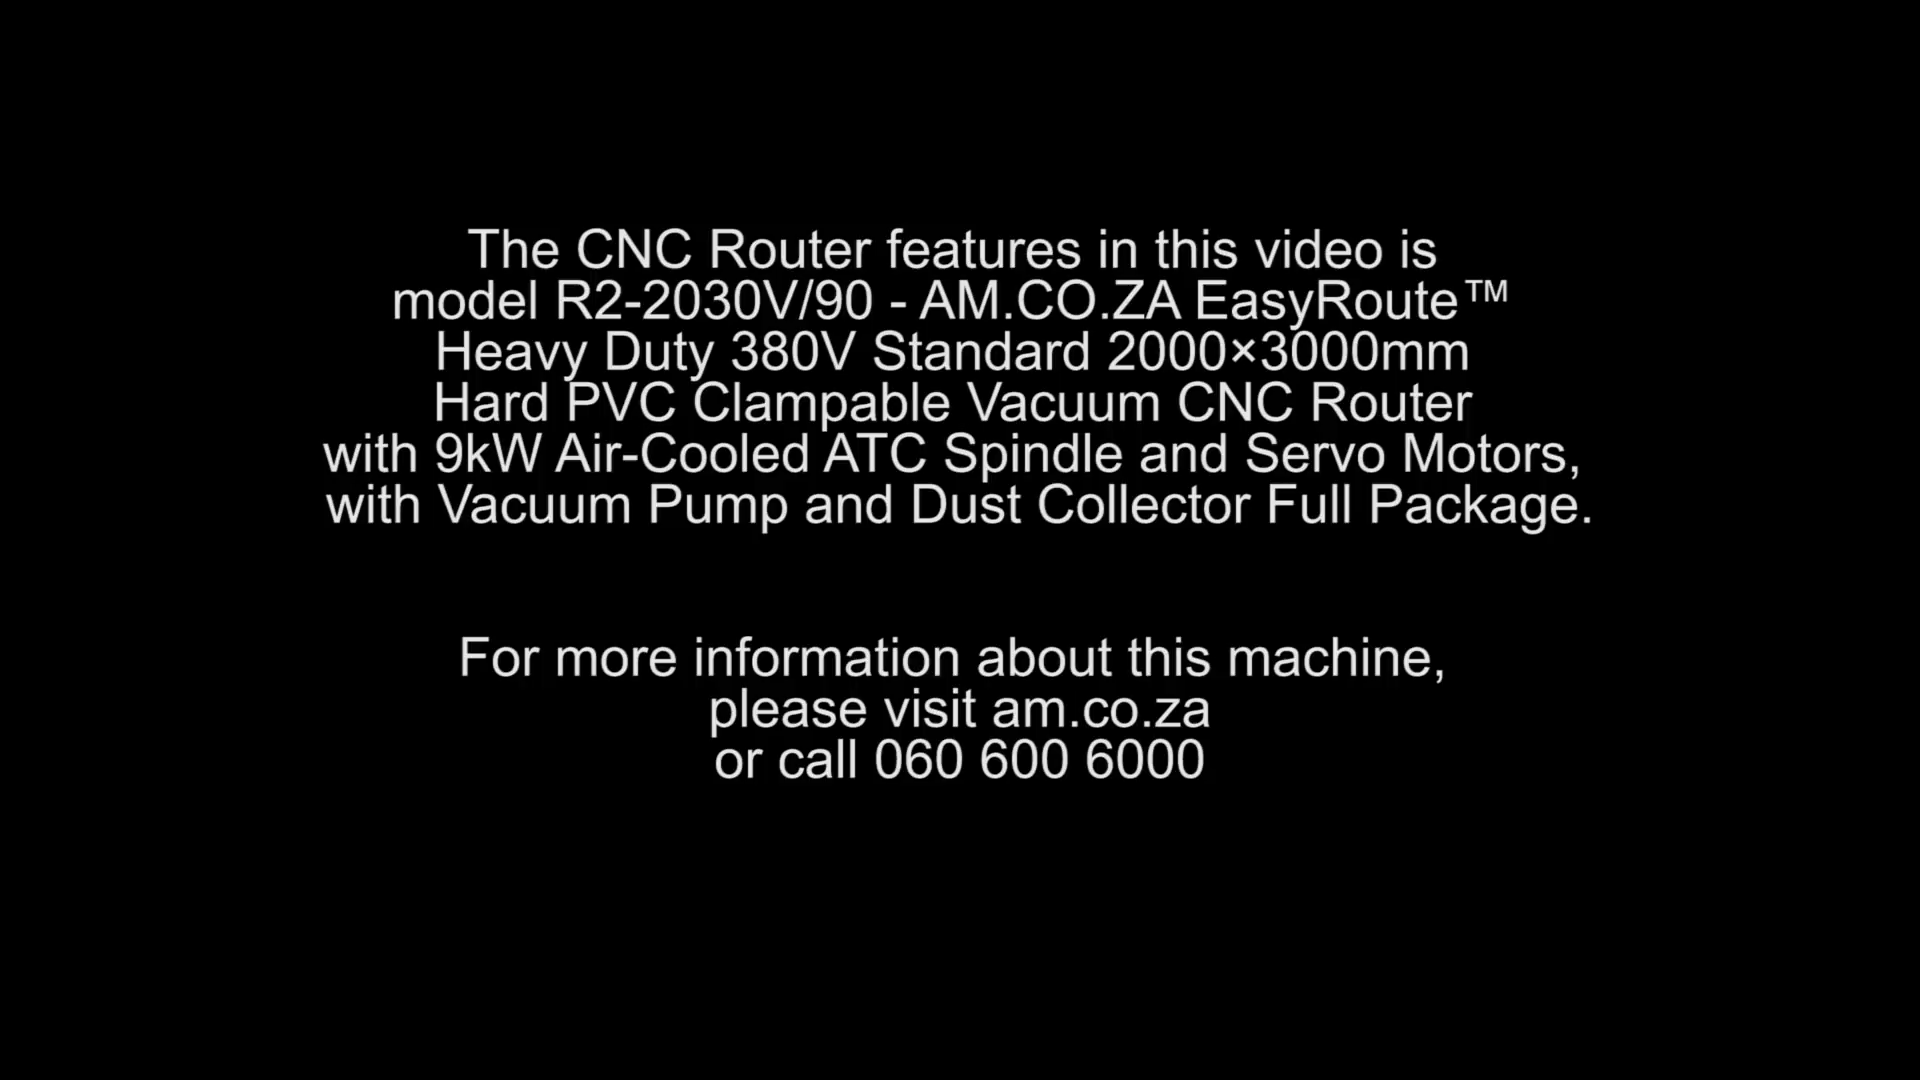 The CNC Router features in this video is
model R2-2030V/90 - AM.CO.ZA EasyRoute™
Heavy Duty 380V Standard 2000×3000mm
Hard PVC Clampable Vacuum CNC Router
with 9kW Air-Cooled ATC Spindle and Servo Motors,
with Vacuum Pump and Dust Collector Full Package.
For more information about this machine,
please visit am.co.za
or call 060 600 6000